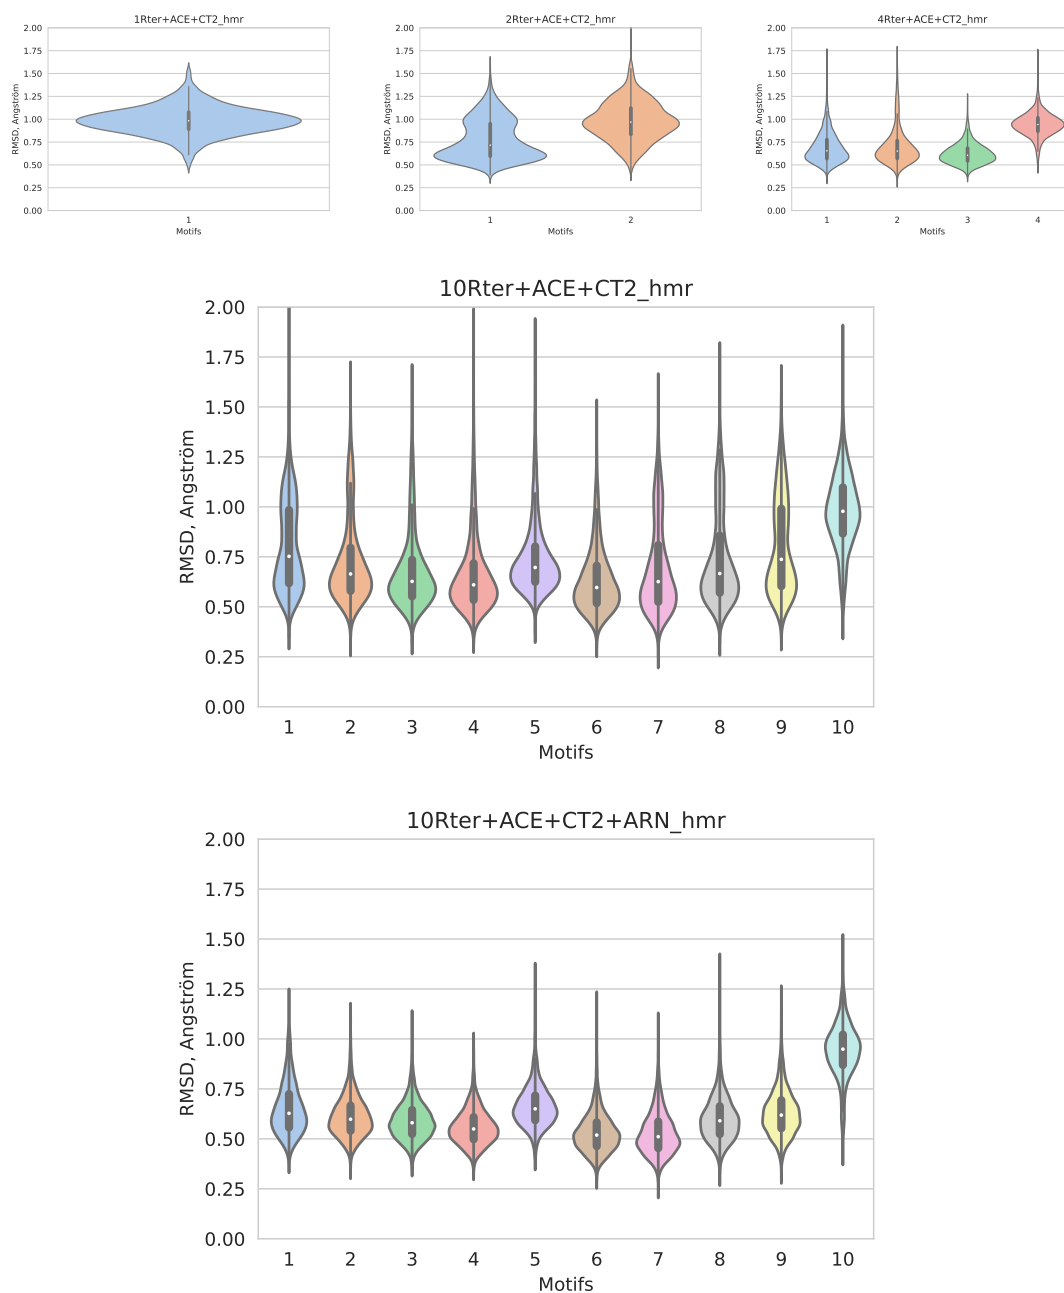 1Rter+ACE+CT2_hmr
2.00
1.75
1.50
1.25
1.00
0.75
0.50
0.25
0.00
RMSD, Angström
1
Motifs
2Rter+ACE+CT2_hmr
2.00
1.75
1.50
1.25
1.00
0.75
0.50
0.25
0.00
RMSD, Angström
1 2
Motifs
4Rter+ACE+CT2_hmr
2.00
1.75
1.50
1.25
1.00
0.75
0.50
0.25
0.00
RMSD, Angström
1 2 3 4
Motifs
10Rter+ACE+CT2_hmr
2.00
1.75
1.50
1.25
1.00
0.75
0.50
0.25
0.00
RMSD, Angström
1 2 3 4 5 6 7 8 9 10
Motifs
10Rter+ACE+CT2+ARN_hmr
2.00
1.75
1.50
1.25
1.00
0.75
0.50
0.25
0.00
RMSD, Angström
1 2 3 4 5 6 7 8 9 10
Motifs